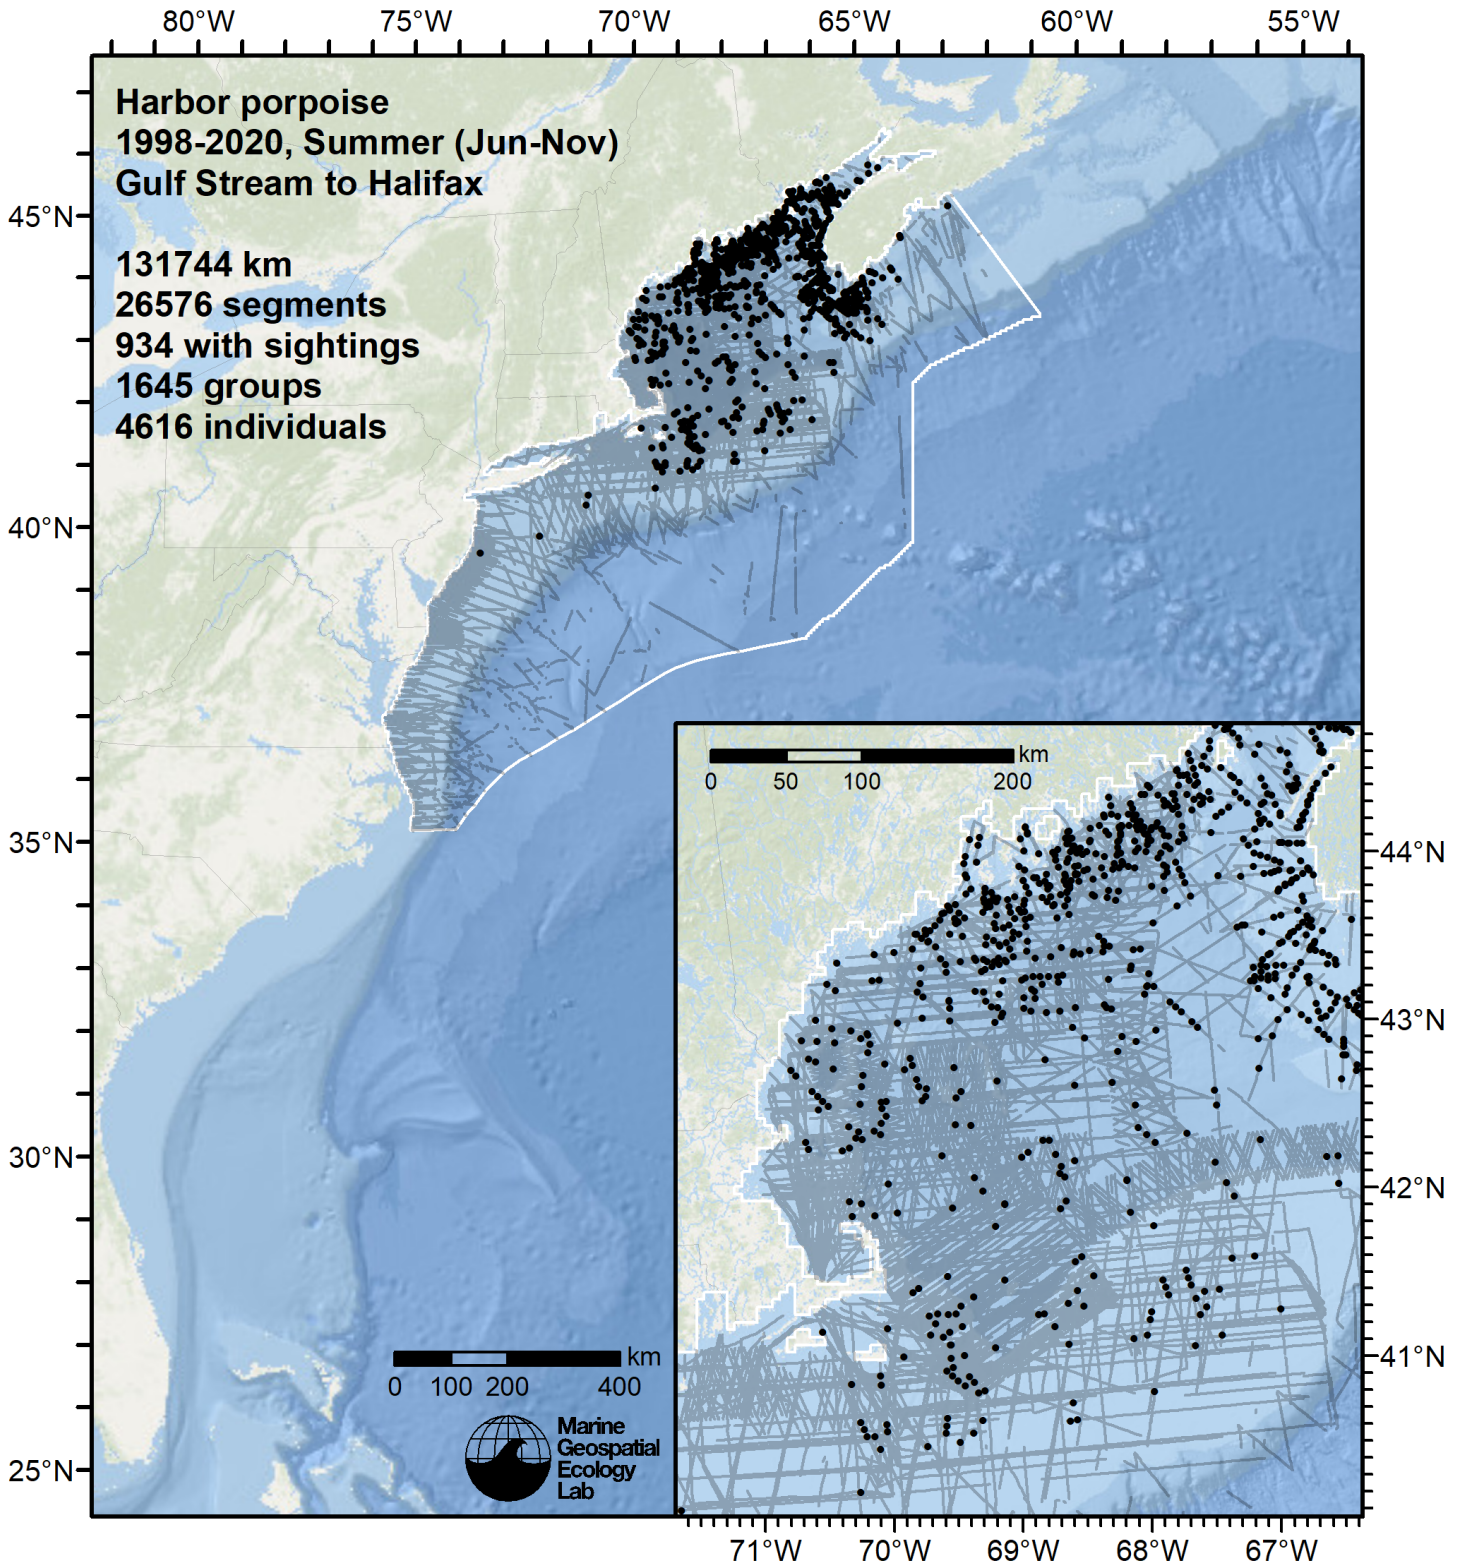 80°W 75°W 70°W 65°W 60°W 55°W
Harbor porpoise
1998-2020, Summer (Jun-Nov)
Gulf Stream to Halifax
131744 km
26576 segments
934 with sightings
1645 groups
4616 individuals
45°N
40°N
35°N
30°N
25°N
km
0 50 100 200
44°N
43°N
42°N
41°N
km
0 100 200 400
Marine
Geospatial
Ecology
Lab
71°W 70°W 69°W 68°W 67°W